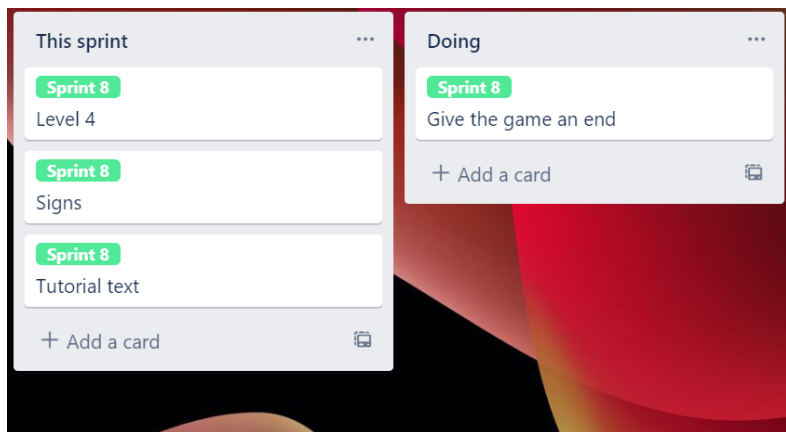 This sprint
Sprint 8
Level 4
Sprint 8
Signs
Sprint 8
Tutorial text
Add a card
Doing
Sprint 8
Give the game an end
Add a card